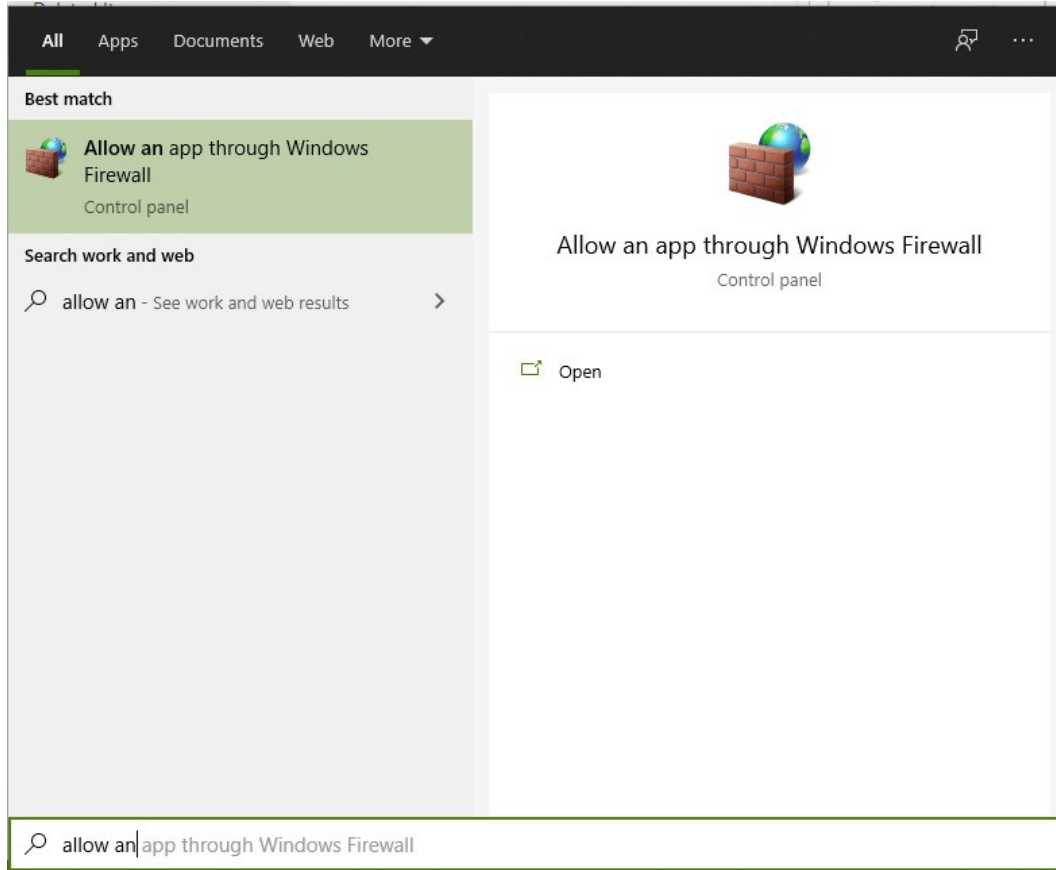 All Apps Documents Web More
Best match
Allow an app through Windows
Firewall
Control panel
Search work and web
allow an - See work and web results
Allow an app through Windows Firewall
Control panel
Open
allow an app through Windows Firewall